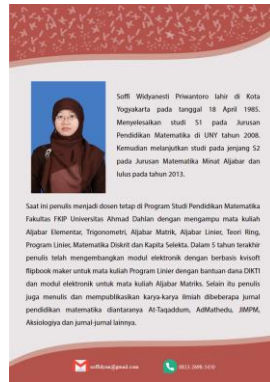 Soffi Widyanesti Priwantoro lahir di Kota
Yogyakarta pada tanggal 18 April 1985.
Menyelesaikan studi S1 pada Jurusan
Pendidikan Matematika di UNY tahun 2008.
Kemudian melanjutkan studi pada jenjang S2
pada Jurusan Matematika Minat Aljabar dan
lulus pada tahun 2013.
Saat ini penulis menjadi dosen tetap di Program Studi Pendidikan Matematika
Fakultas FKIP Universitas Ahmad Dahlan dengan mengampu mata kuliah
Aljabar Elementar, Trigonometri, Aljabar Matrik, Aljabar Linier, Teori Ring,
Program Linier, Matematika Diskrit dan Kapita Selekta. Dalam 5 tahun terakhir
penulis telah mengembangkan modul elektronik dengan berbasis kvisoft
flipbook maker untuk mata kuliah Program Linier dengan bantuan dana DIKTI
dan modul elektronik untuk mata kuliah Aljabar Matriks. Selain itu penulis
juga menulis dan mempublikasikan karya-karya ilmiah dibeberapa jurnal
pendidikan matematika diantaranya At-Taqaddum, AdMathedu, JIMPM,
Aksiologiya dan jurnal-jurnal lainnya.